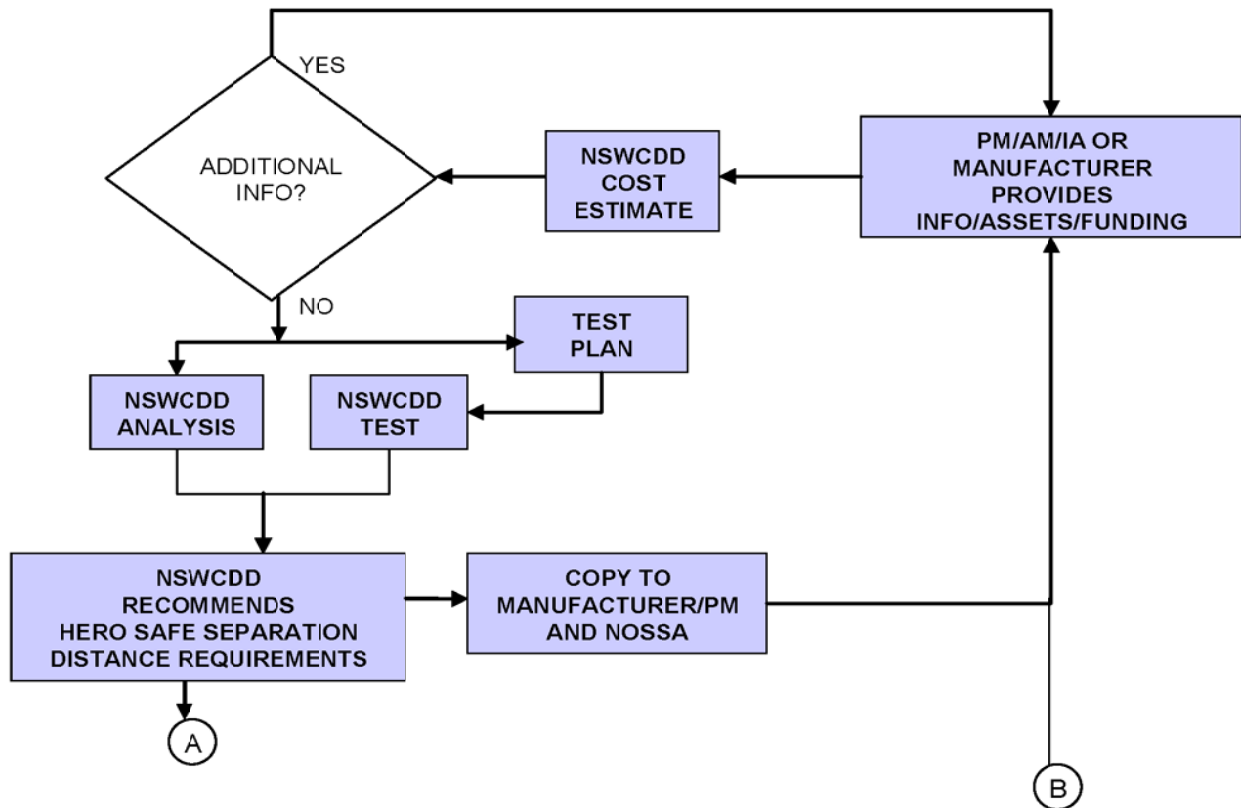 YES
ADDITIONAL
INFO?
NSWCDD
COST
ESTIMATE
PM/AM/IA OR
MANUFACTURER
PROVIDES
INFO/ASSETS/FUNDING
NO
TEST
PLAN
NSWCDD
ANALYSIS
NSWCDD
TEST
NSWCDD
RECOMMENDS
HERO SAFE SEPARATION
DISTANCE REQUIREMENTS
COPY TO
MANUFACTURER/PM
AND NOSSA
A
B